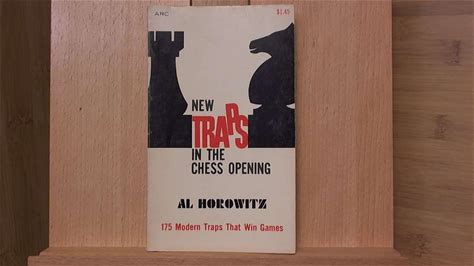 ARC
$1.45
NEW
TRAPS
IN THE
CHESS OPENING
AL HOROWITZ
175 Modern Traps That Win Games